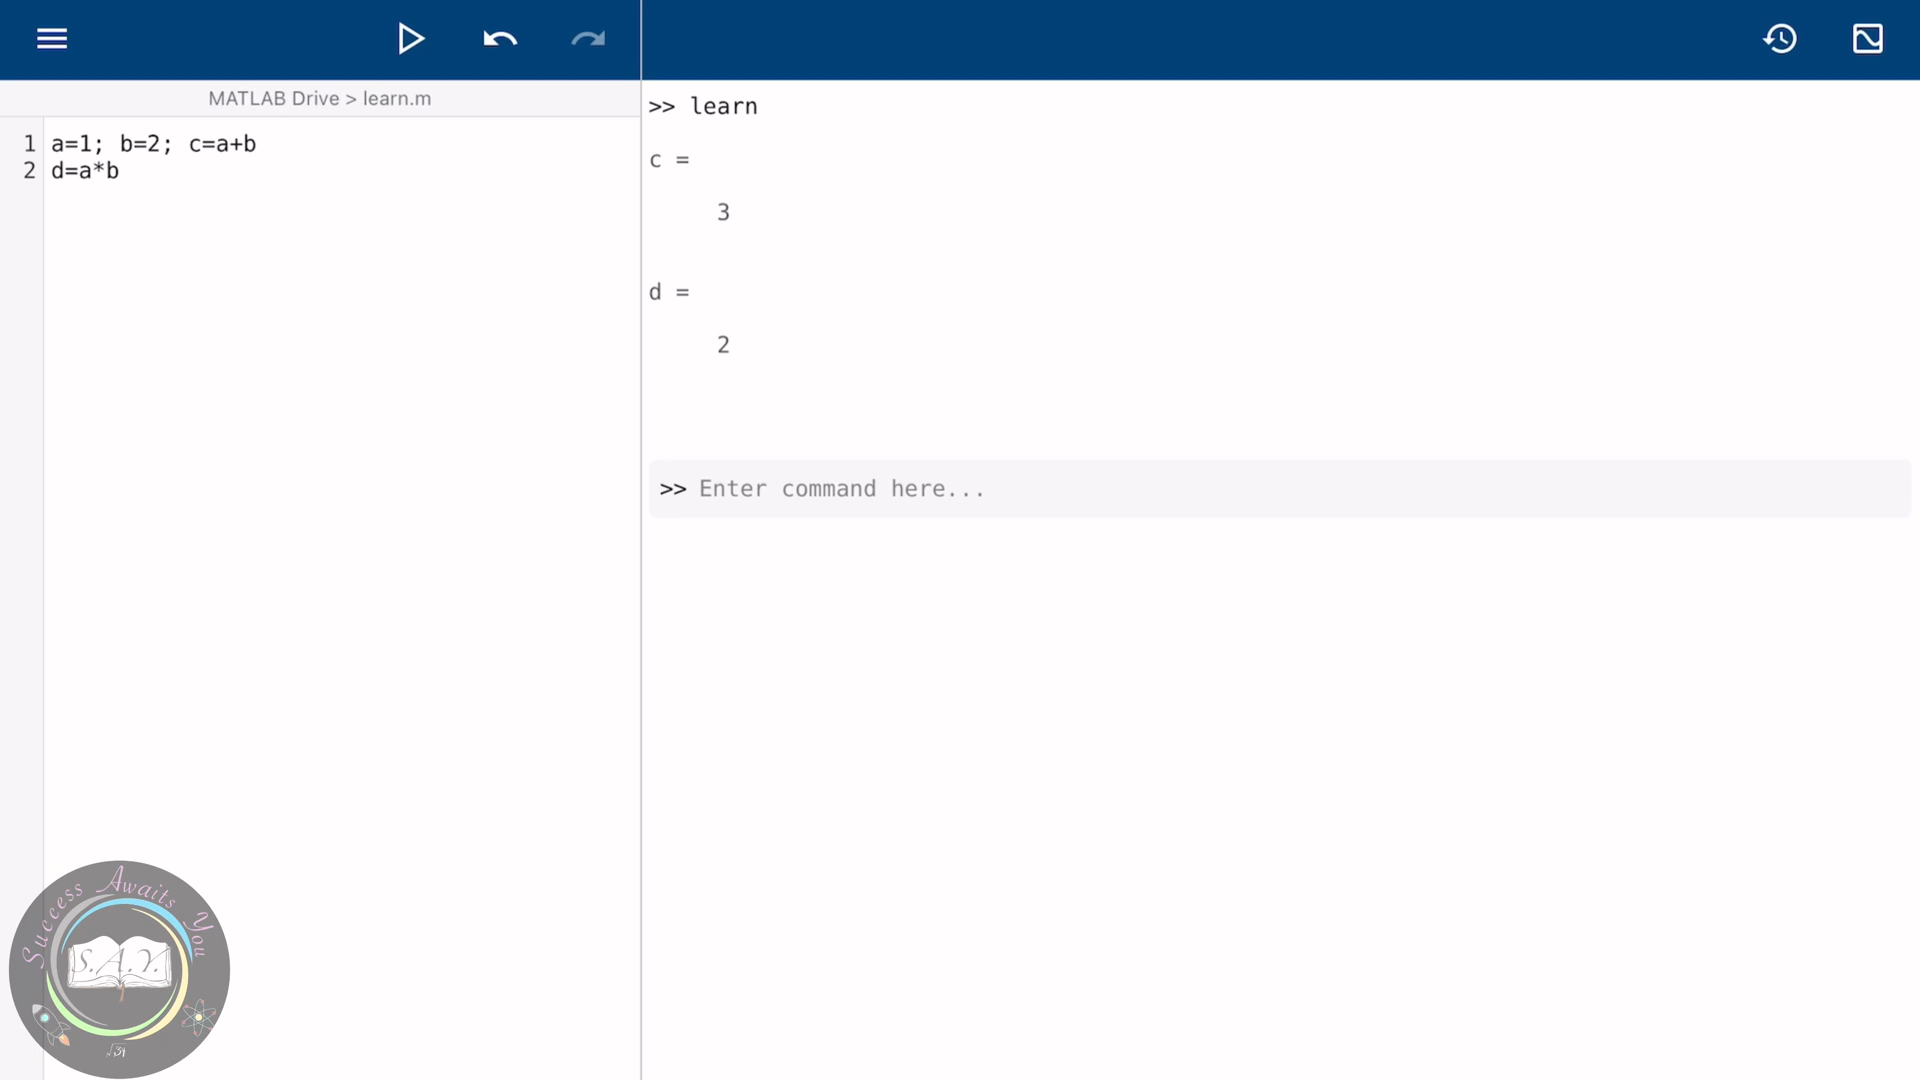 MATLAB Drive > learn.m
1 a=1; b=2; c=a+b
2 d=a*b
>> learn
c =
3
d =
2
>> Enter command here...
Success Awaits You
S.A.Y.